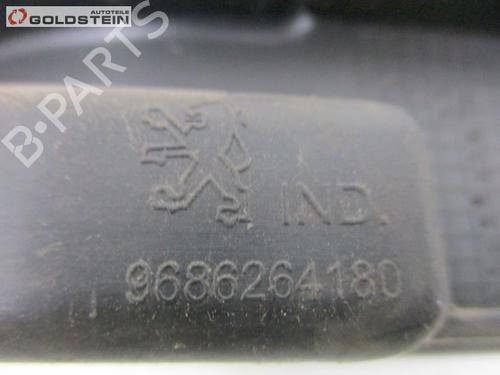 AUTOTEILE
GOLDSTEIN
B-PARTS
IND.
9686264180